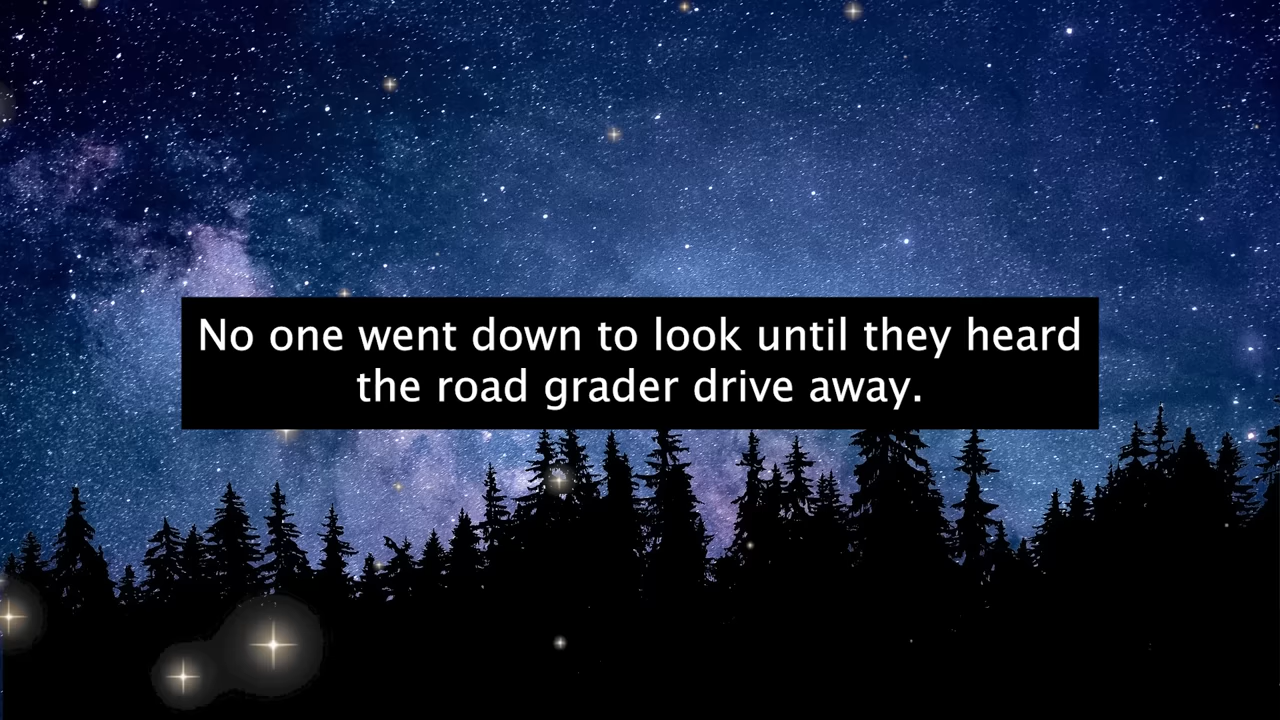 No one went down to look until they heard
the road grader drive away.